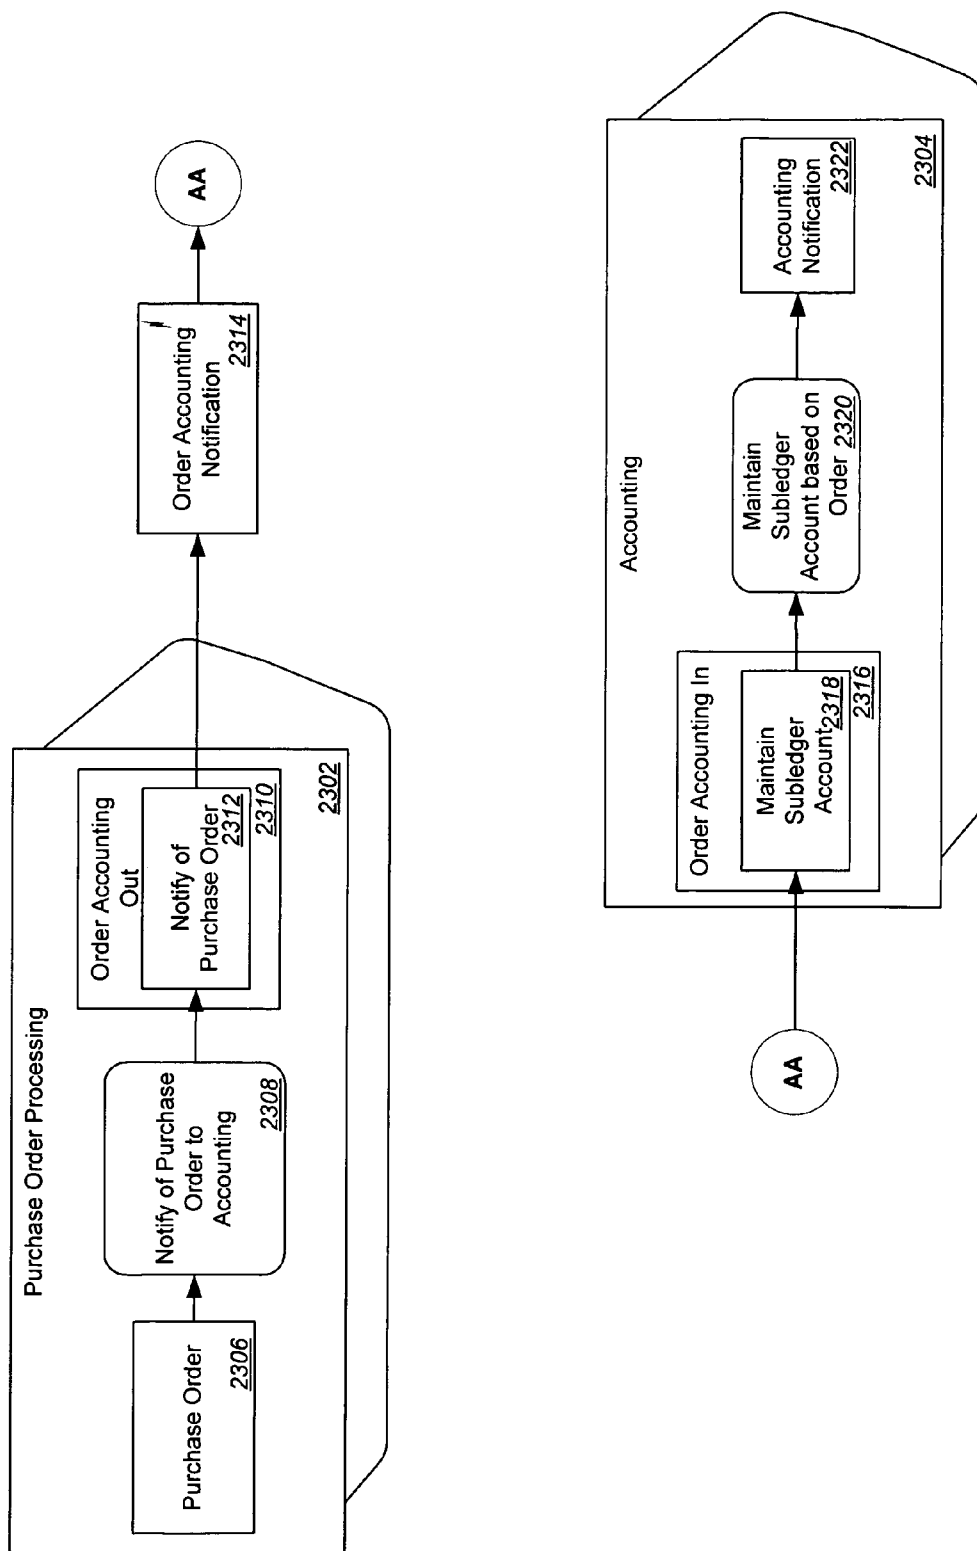 Purchase Order Processing
Purchase Order
2306
Notify of Purchase
Order to
Accounting
2308
Order Accounting
Out
Notify of
Purchase Order
2312
2310
2302
Order Accounting
Notification
2314
AA
AA
Accounting
Order Accounting In
Maintain
Subledger
Account2318
2316
Maintain
Subledger
Account based on
Order 2320
Accounting
Notification
2322
2304